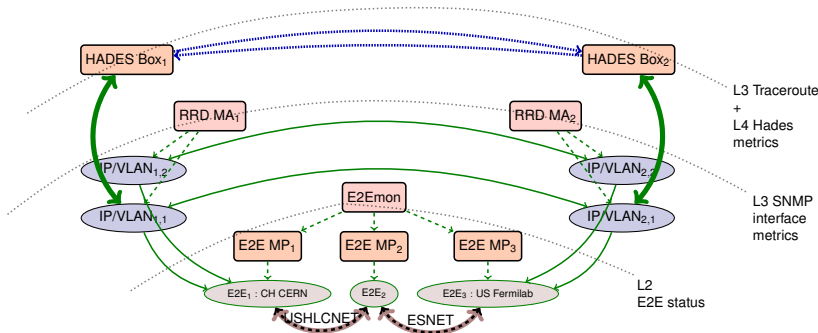 HADES Box1
HADES Box2
L3 Traceroute
+
L4 Hades
metrics
RRD MA1
RRD MA2
IP/VLAN1,2
IP/VLAN2,2
E2Emon
L3 SNMP
interface
metrics
IP/VLAN1,1
IP/VLAN2,1
E2E MP1
E2E MP2
E2E MP3
L2
E2E status
E2E1 : CH CERN
E2E2
E2E3 : US Fermilab
USHLCNET
ESNET